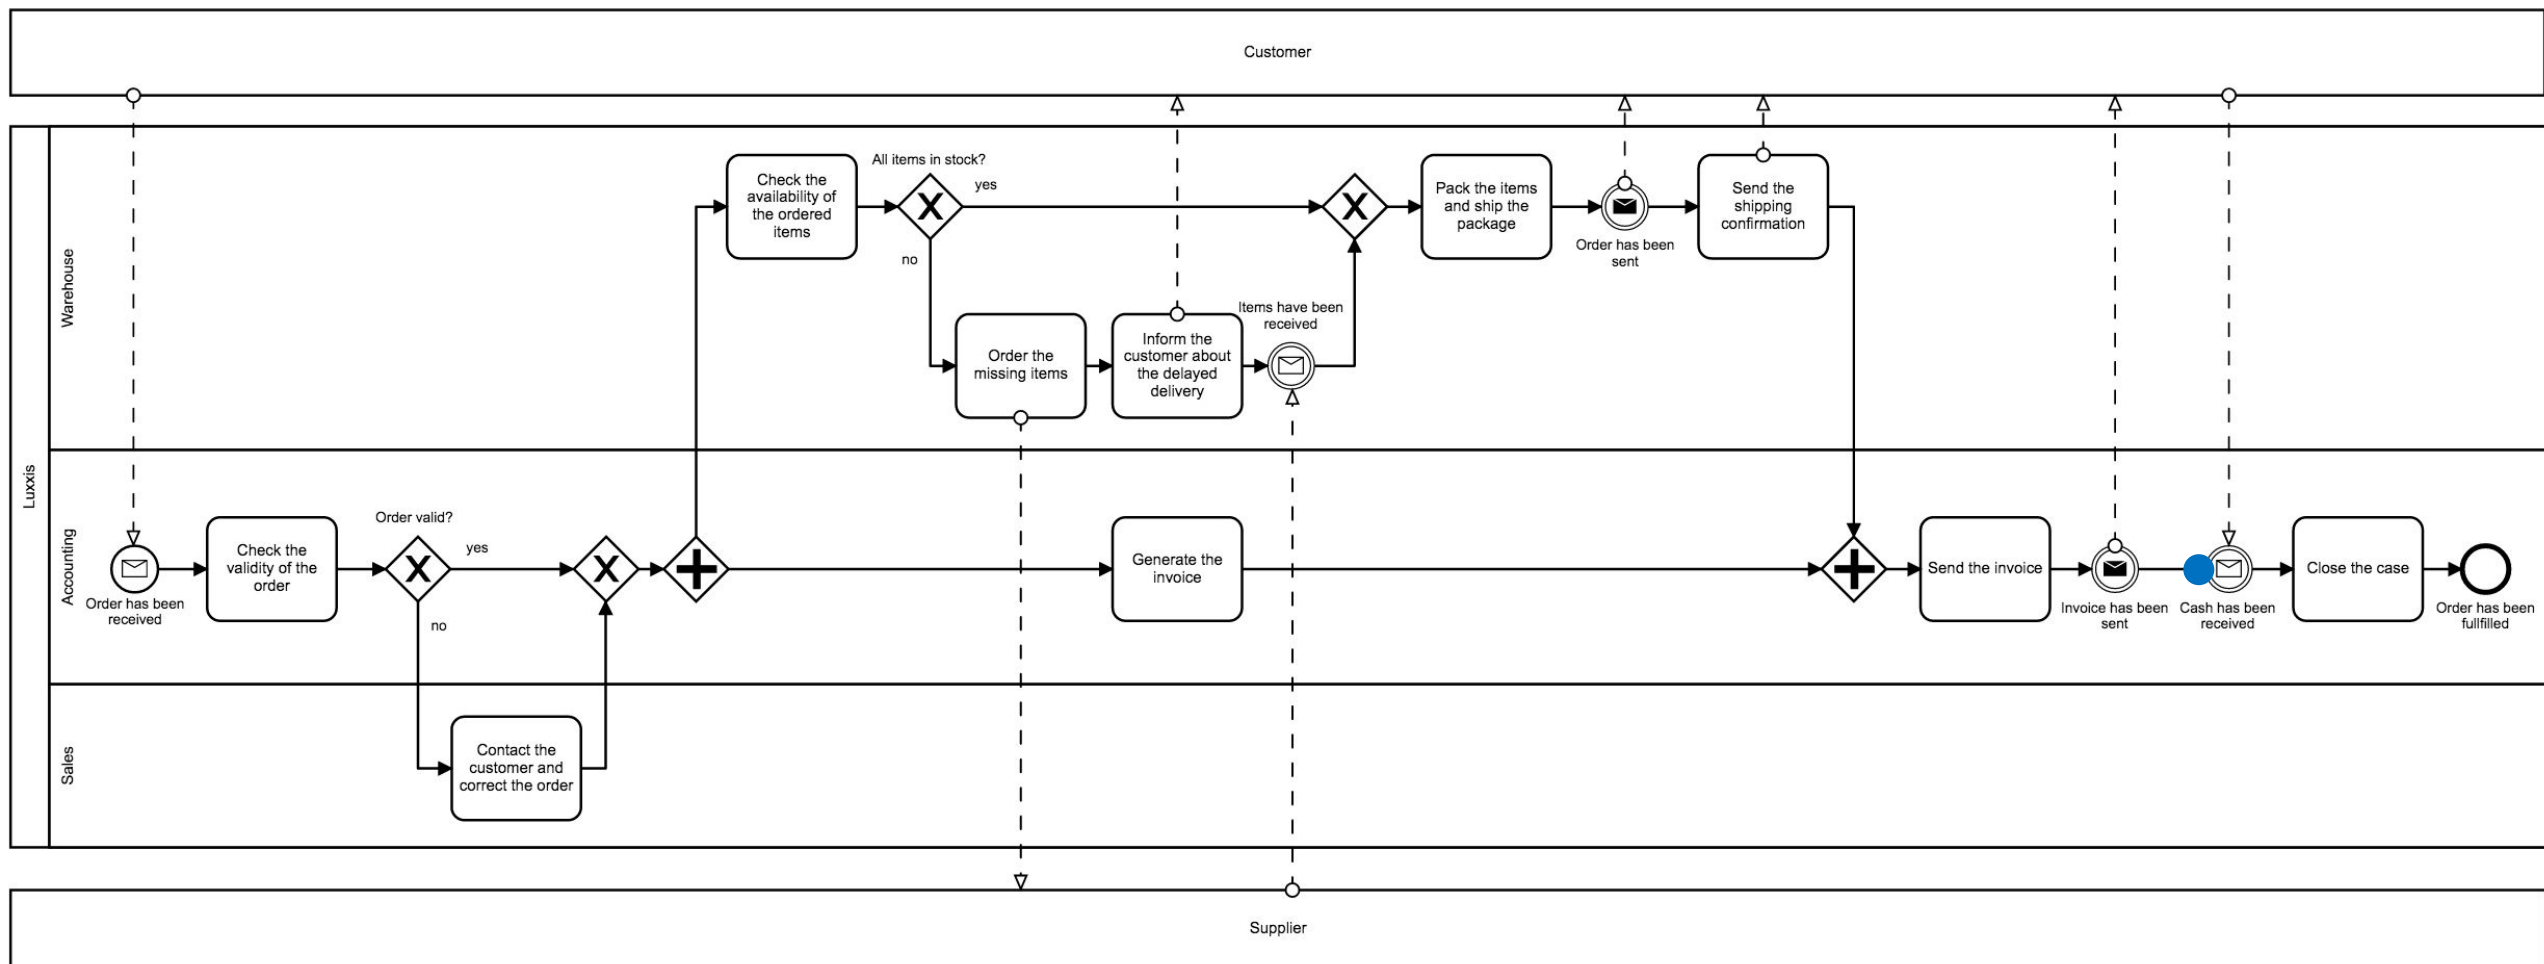 Customer
Luxxis
Warehouse
Check the
availability of
the ordered
items
All items in stock?
yes
no
Order the
missing items
Inform the
customer about
the delayed
delivery
Items have been
received
Pack the items
and ship the
package
Order has been
sent
Send the
shipping
confirmation
Accounting
Order has been
received
Check the
validity of the
order
Order valid?
yes
no
Generate the
invoice
Send the invoice
Invoice has been
sent
Cash has been
received
Close the case
Order has been
fullfilled
Sales
Contact the
customer and
correct the order
Supplier